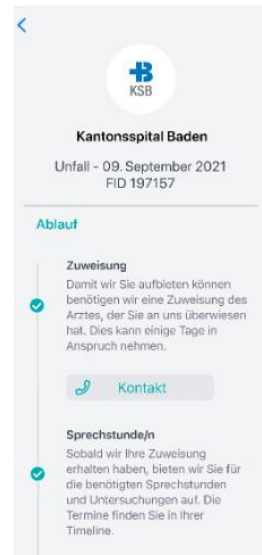 KSB
Kantonsspital Baden
Unfall - 09. September 2021
FID 197157
Ablauf
Zuweisung
Damit wir Sie aufbieten können
benötigen wir eine Zuweisung des
Arztes, der Sie an uns überwiesen
hat. Dies kann einige Tage in
Anspruch nehmen.
Kontakt
Sprechstunde/n
Sobald wir Ihre Zuweisung
erhalten haben, bieten wir Sie für
die benötigten Sprechstunden
und Untersuchungen auf. Die
Termine finden Sie in Ihrer
Timeline.